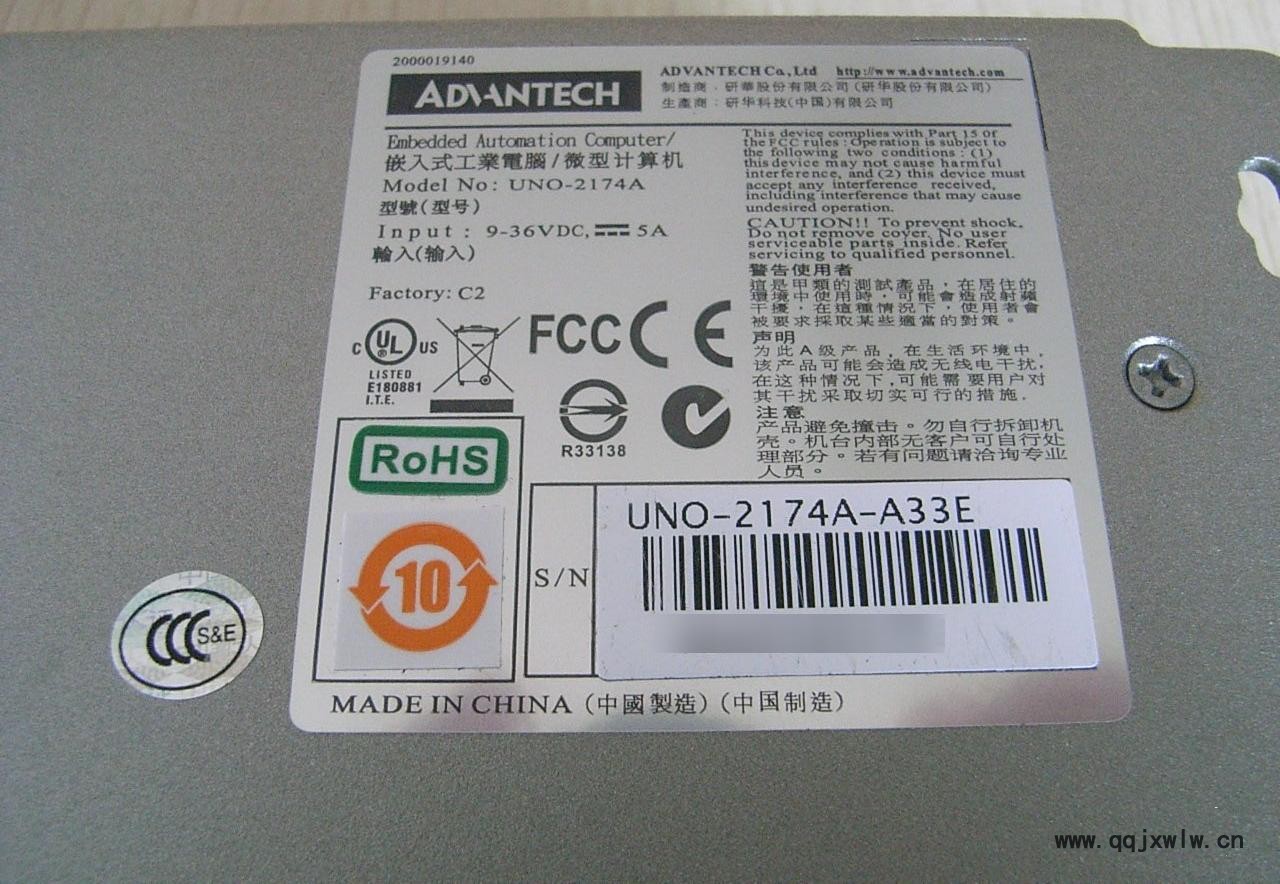 2000019140
ADVANTECH
ADVANTECH Co., Ltd http://www.advantech.com
制造商：研華股份有限公司（研华股份有限公司）
生產商：研华科技(中国)有限公司
Embedded Automation Computer/
嵌入式工業電腦/微型计算机
Model No: UNO-2174A
型號(型号)
Input : 9-36VDC, 5A
輸入(输入)
Factory: C2
This device complies with Part 15 0f
the FCC rules : Operation is subject to
the following two conditions : (1)
this device may not cause harmful
interference, and (2) this device must
accept any interference received,
including interference that may cause
undesired operation.
CAUTION!! To prevent shock,
Do not remove cover. No user
serviceable parts inside. Refer
servicing to qualified personnel.
警告使用者
這是甲類的測試產品，在居住的
環境中使用時，可能會造成射頻
干擾，在這種情況下，使用者會
被要求採取某些適當的對策。
声明
为此A级产品，在生活环境中，
该产品可能会造成无线电干扰，
在这种情况下，可能需要用户对
其干扰采取切实可行的措施．
注意
产品避免撞击。勿自行拆卸机
壳。机台内部无客户可自行处
理部分。若有问题请洽询专业
人员。
C UL ® US
LISTED
E180881
I.T.E.
FCC CE
R33138
RoHS
10
S/N
UNO-2174A-A33E
CCC S&E
MADE IN CHINA (中國製造) (中国制造)
www.qqjxwlw.cn